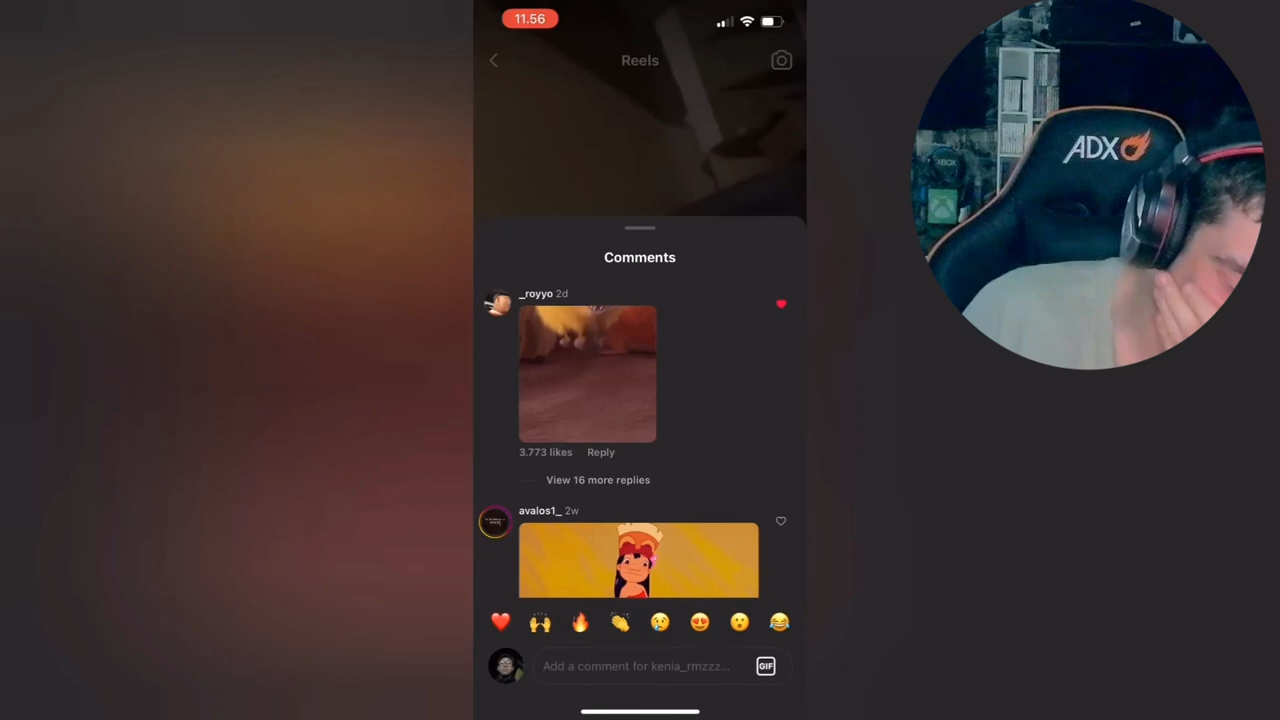 11.56
Reels
Comments
_royyo 2d
3.773 likes Reply
View 16 more replies
avalos1_ 2w
Add a comment for kenia_rmzzz...
GIF
ADX
XBOX